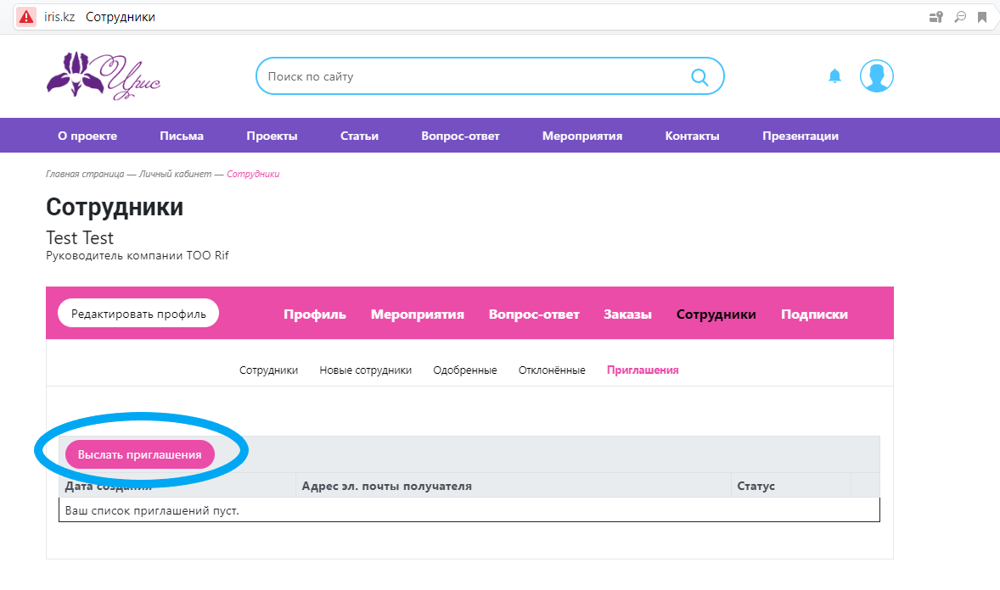 iris.kz Сотрудники
Ирис
Поиск по сайту
О проекте Письма Проекты Статьи Вопрос-ответ Мероприятия Контакты Презентации
Главная страница — Личный кабинет — Сотрудники
Сотрудники
Test Test
Руководитель компании ТОО Rif
Редактировать профиль Профиль Мероприятия Вопрос-ответ Заказы Сотрудники Подписки
Сотрудники Новые сотрудники Одобренные Отклонённые Приглашения
Выслать приглашения
Дата создания Адрес эл. почты получателя Статус
Ваш список приглашений пуст.